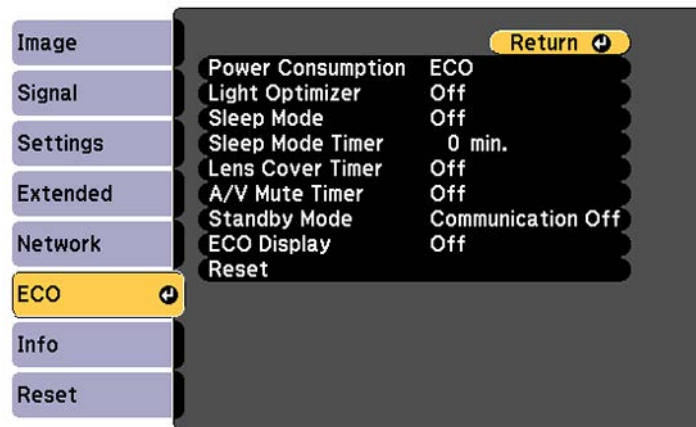 Image
Signal
Settings
Extended
Network
ECO
Info
Reset
Return
Power Consumption ECO
Light Optimizer Off
Sleep Mode Off
Sleep Mode Timer 0 min.
Lens Cover Timer Off
A/V Mute Timer Off
Standby Mode Communication Off
ECO Display Off
Reset